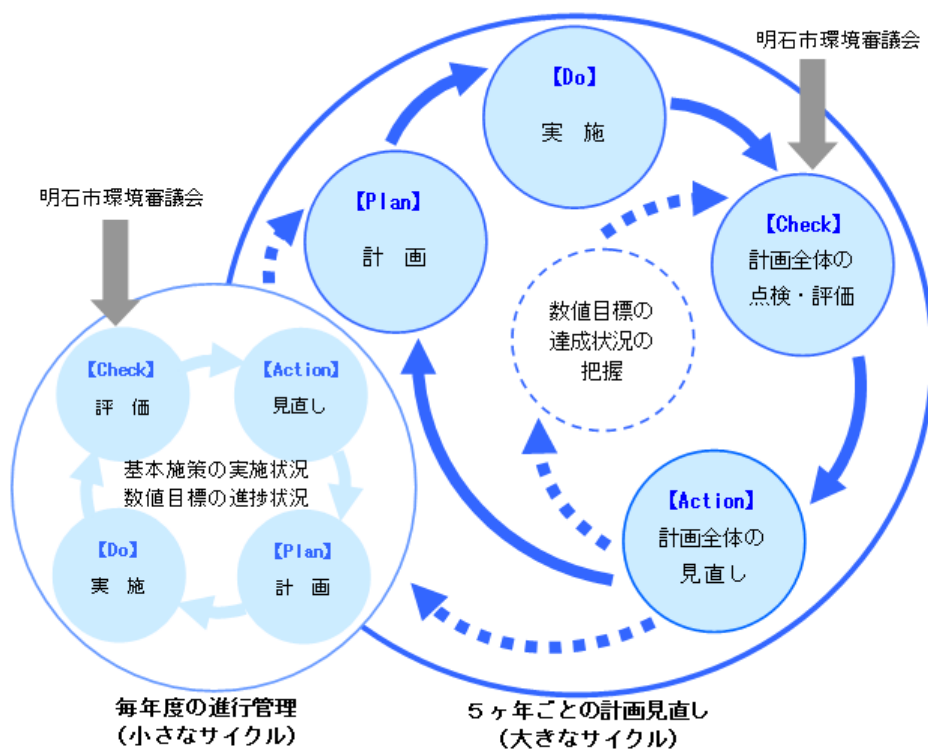 明石市環境審議会
【Do】
実　施
【Plan】
計　画
明石市環境審議会
【Check】
計画全体の
点検・評価
数値目標の
達成状況の
把握
【Check】
評　価
【Action】
見直し
基本施策の実施状況
数値目標の進捗状況
【Do】
実　施
【Plan】
計　画
【Action】
計画全体の
見直し
毎年度の進行管理
（小さなサイクル）
５ヶ年ごとの計画見直し
（大きなサイクル）